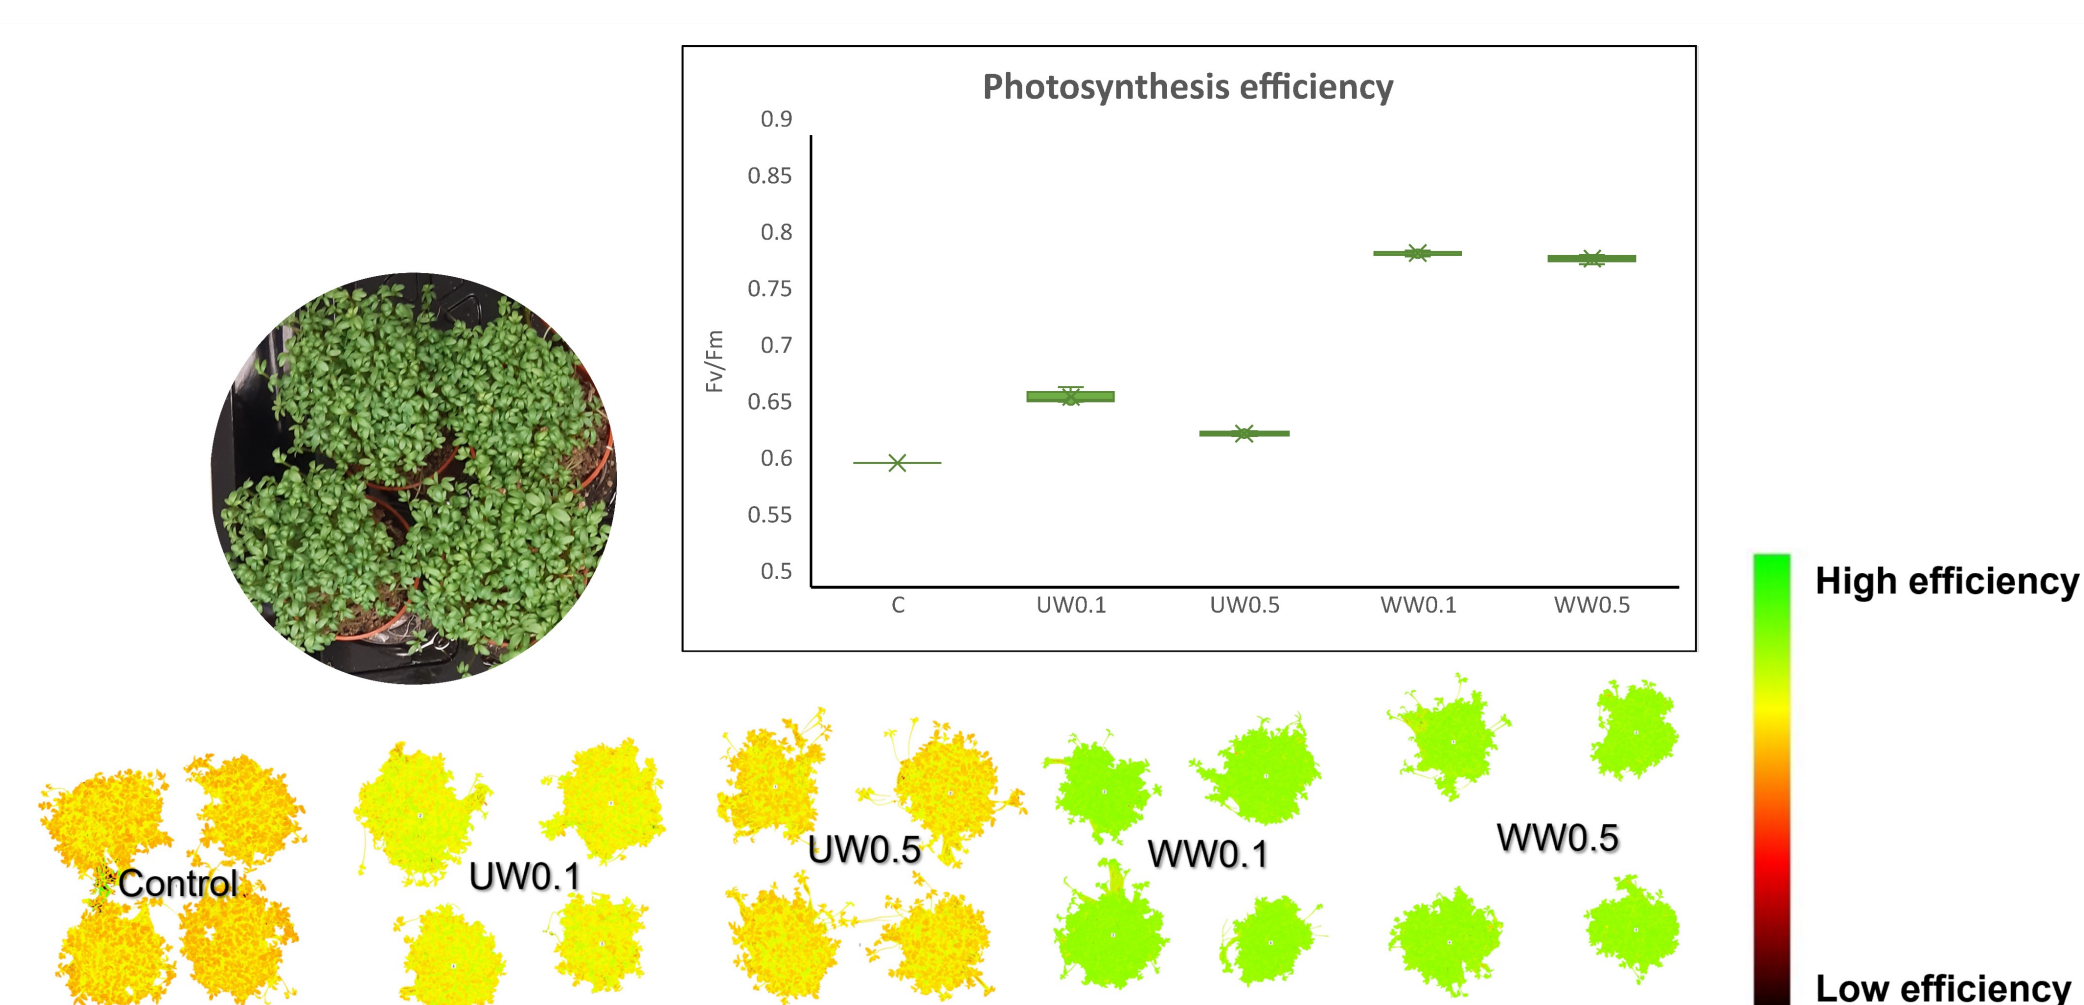 Photosynthesis efficiency
0.9
0.85
0.8
0.75
0.7
0.65
0.6
0.55
0.5
Fv/Fm
C UW0.1 UW0.5 WW0.1 WW0.5
High efficiency
Control
UW0.1
UW0.5
WW0.1
WW0.5
Low efficiency